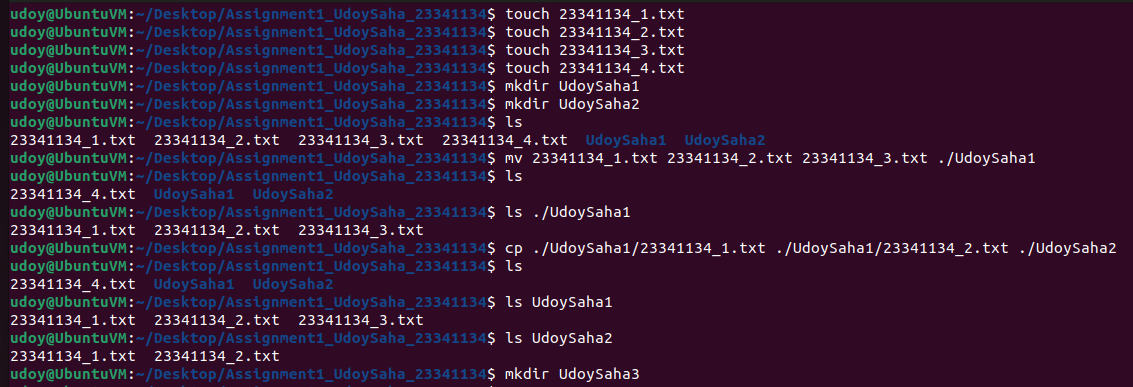 udoy@UbuntuVM:~/Desktop/Assignment1_UdoySaha_23341134$ touch 23341134_1.txt
udoy@UbuntuVM:~/Desktop/Assignment1_UdoySaha_23341134$ touch 23341134_2.txt
udoy@UbuntuVM:~/Desktop/Assignment1_UdoySaha_23341134$ touch 23341134_3.txt
udoy@UbuntuVM:~/Desktop/Assignment1_UdoySaha_23341134$ touch 23341134_4.txt
udoy@UbuntuVM:~/Desktop/Assignment1_UdoySaha_23341134$ mkdir UdoySaha1
udoy@UbuntuVM:~/Desktop/Assignment1_UdoySaha_23341134$ mkdir UdoySaha2
udoy@UbuntuVM:~/Desktop/Assignment1_UdoySaha_23341134$ ls
23341134_1.txt  23341134_2.txt  23341134_3.txt  23341134_4.txt  UdoySaha1  UdoySaha2
udoy@UbuntuVM:~/Desktop/Assignment1_UdoySaha_23341134$ mv 23341134_1.txt 23341134_2.txt 23341134_3.txt ./UdoySaha1
udoy@UbuntuVM:~/Desktop/Assignment1_UdoySaha_23341134$ ls
23341134_4.txt  UdoySaha1  UdoySaha2
udoy@UbuntuVM:~/Desktop/Assignment1_UdoySaha_23341134$ ls ./UdoySaha1
23341134_1.txt  23341134_2.txt  23341134_3.txt
udoy@UbuntuVM:~/Desktop/Assignment1_UdoySaha_23341134$ cp ./UdoySaha1/23341134_1.txt ./UdoySaha1/23341134_2.txt ./UdoySaha2
udoy@UbuntuVM:~/Desktop/Assignment1_UdoySaha_23341134$ ls
23341134_4.txt  UdoySaha1  UdoySaha2
udoy@UbuntuVM:~/Desktop/Assignment1_UdoySaha_23341134$ ls UdoySaha1
23341134_1.txt  23341134_2.txt  23341134_3.txt
udoy@UbuntuVM:~/Desktop/Assignment1_UdoySaha_23341134$ ls UdoySaha2
23341134_1.txt  23341134_2.txt
udoy@UbuntuVM:~/Desktop/Assignment1_UdoySaha_23341134$ mkdir UdoySaha3